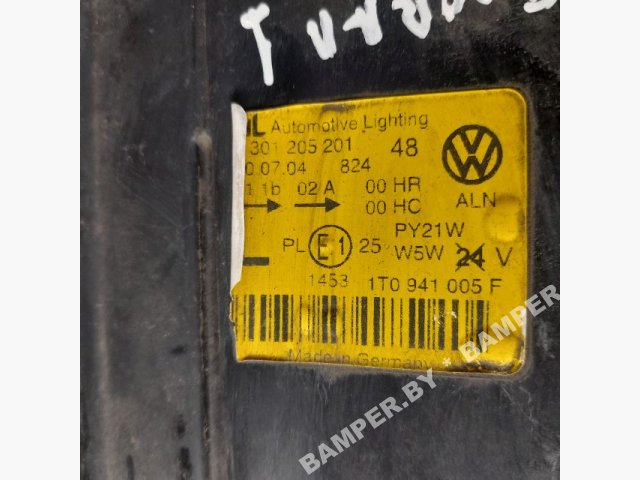 Automotive Lighting
301 205 201 48
0.07.04 824
1 1b 02 A 00 HR
00 HC ALN
PY21W
PL E1 25 W5W 24 V
1453 1T0 941 005 F
Made in Germany
BAMPER.BY * BAMPER.BY